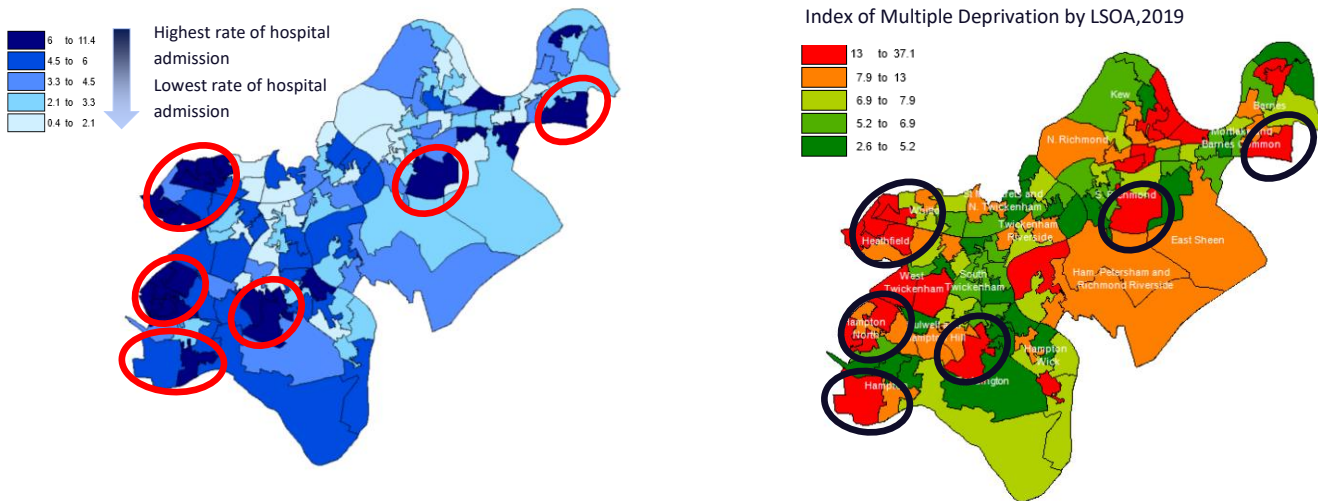 6 to 11.4
4.5 to 6
3.3 to 4.5
2.1 to 3.3
0.4 to 2.1
Highest rate of hospital
admission
Lowest rate of hospital
admission
Index of Multiple Deprivation by LSOA,2019
13 to 37.1
7.9 to 13
6.9 to 7.9
5.2 to 6.9
2.6 to 5.2
Kew
Barnes
N. Richmond
Barnes Common
N. Twickenham
Twickenham
Riverside
Heathfield
East Sheen
West
Twickenham
South
Twickenham
Ham, Petersham and
Richmond Riverside
North
Hill
Hampton
Wick